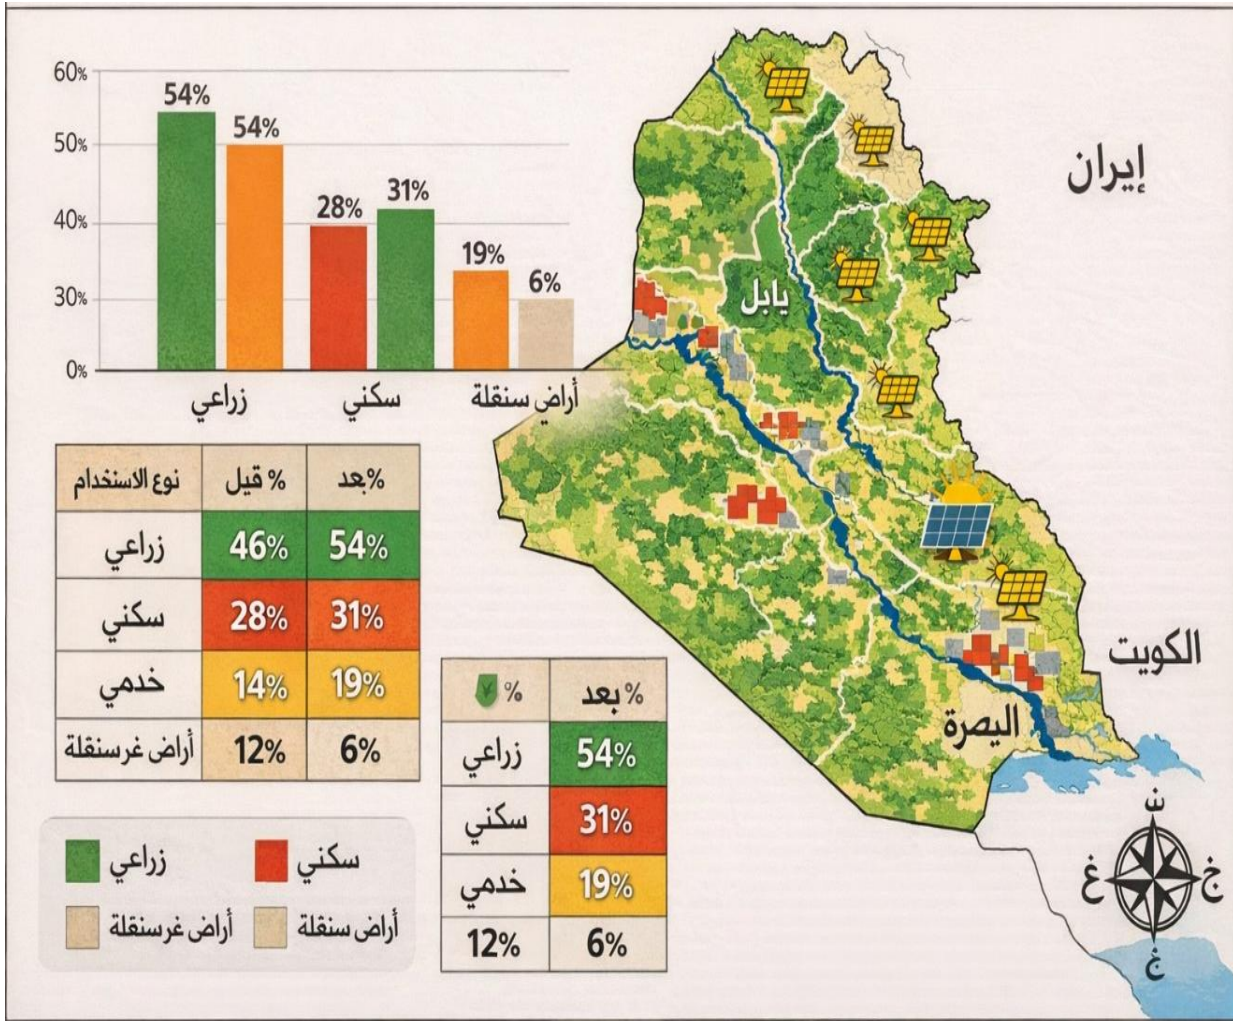 60%
50%
40%
30%
0%
54%
54%
28%
31%
19%
6%
زراعي
سكني
أراض سنقلة
نوع الاستخدام % قيل %بعد
زراعي 46% 54%
سكني 28% 31%
خدمي 14% 19%
أراض غرسنقلة 12% 6%
% % بعد
زراعي 54%
سكني 31%
خدمي 19%
12% 6%
زراعي
سكني
أراض غرسنقلة
أراض سنقلة
إيران
يابل
الكويت
اليصرة
ن
غ
خ
غ